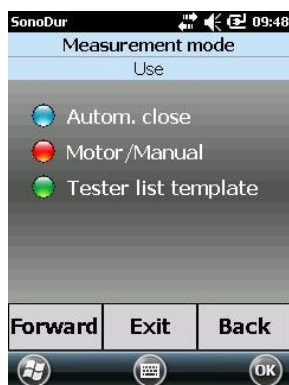 SonoDur 09:48
Measurement mode
Use
Autom. close
Motor/Manual
Tester list template
Forward Exit Back
OK